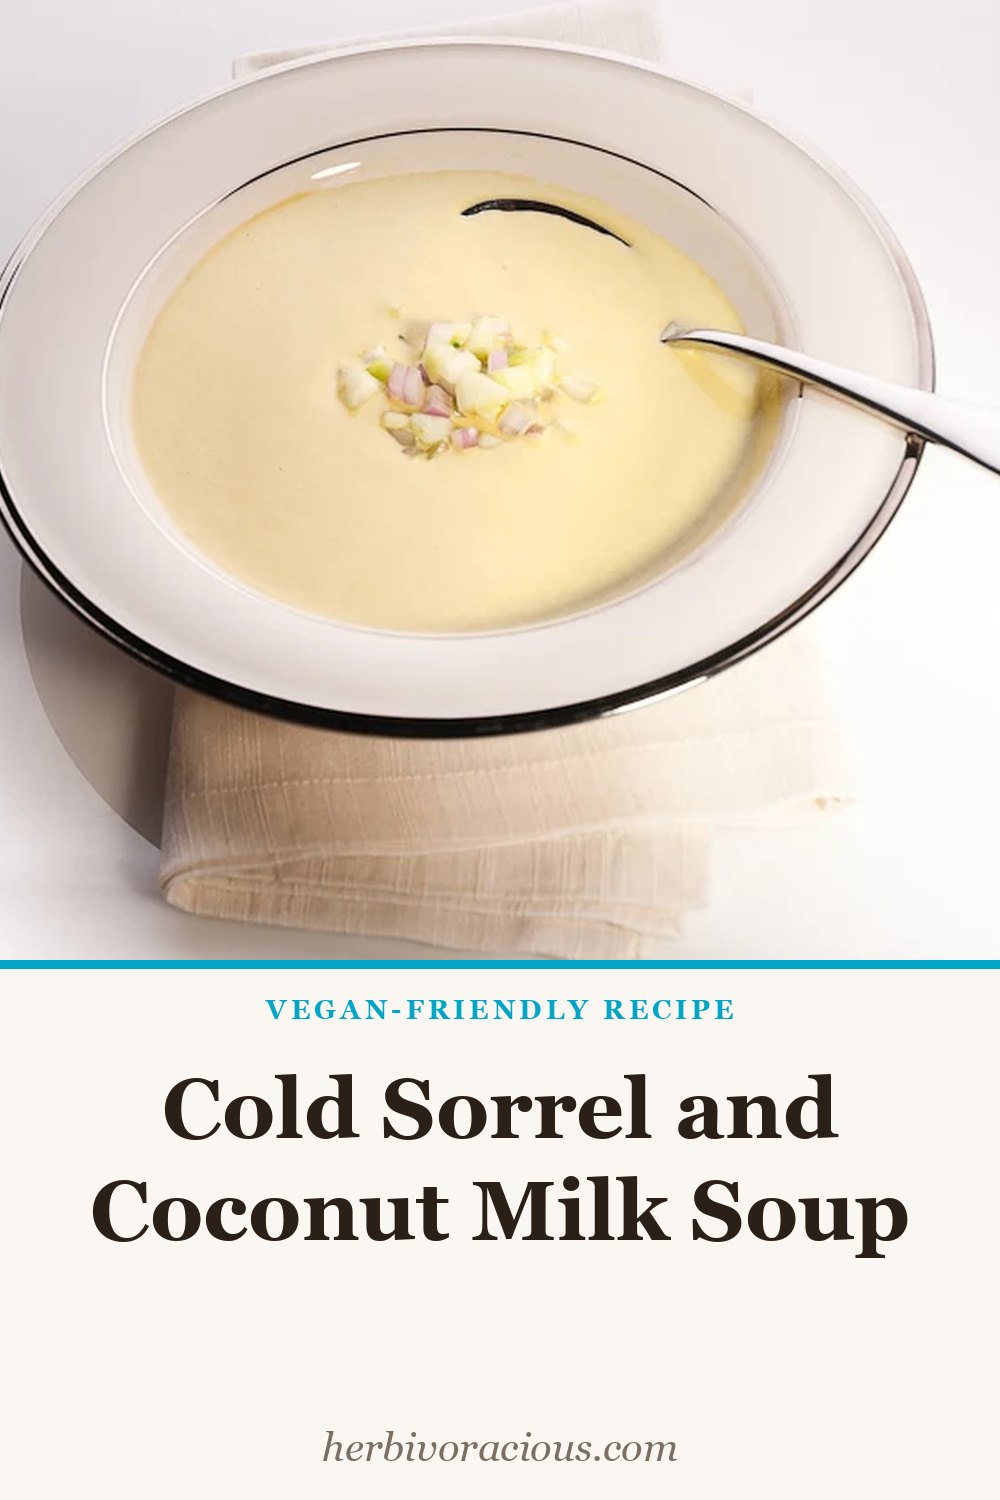 VEGAN-FRIENDLY RECIPE
Cold Sorrel and
Coconut Milk Soup
herbivoracious.com